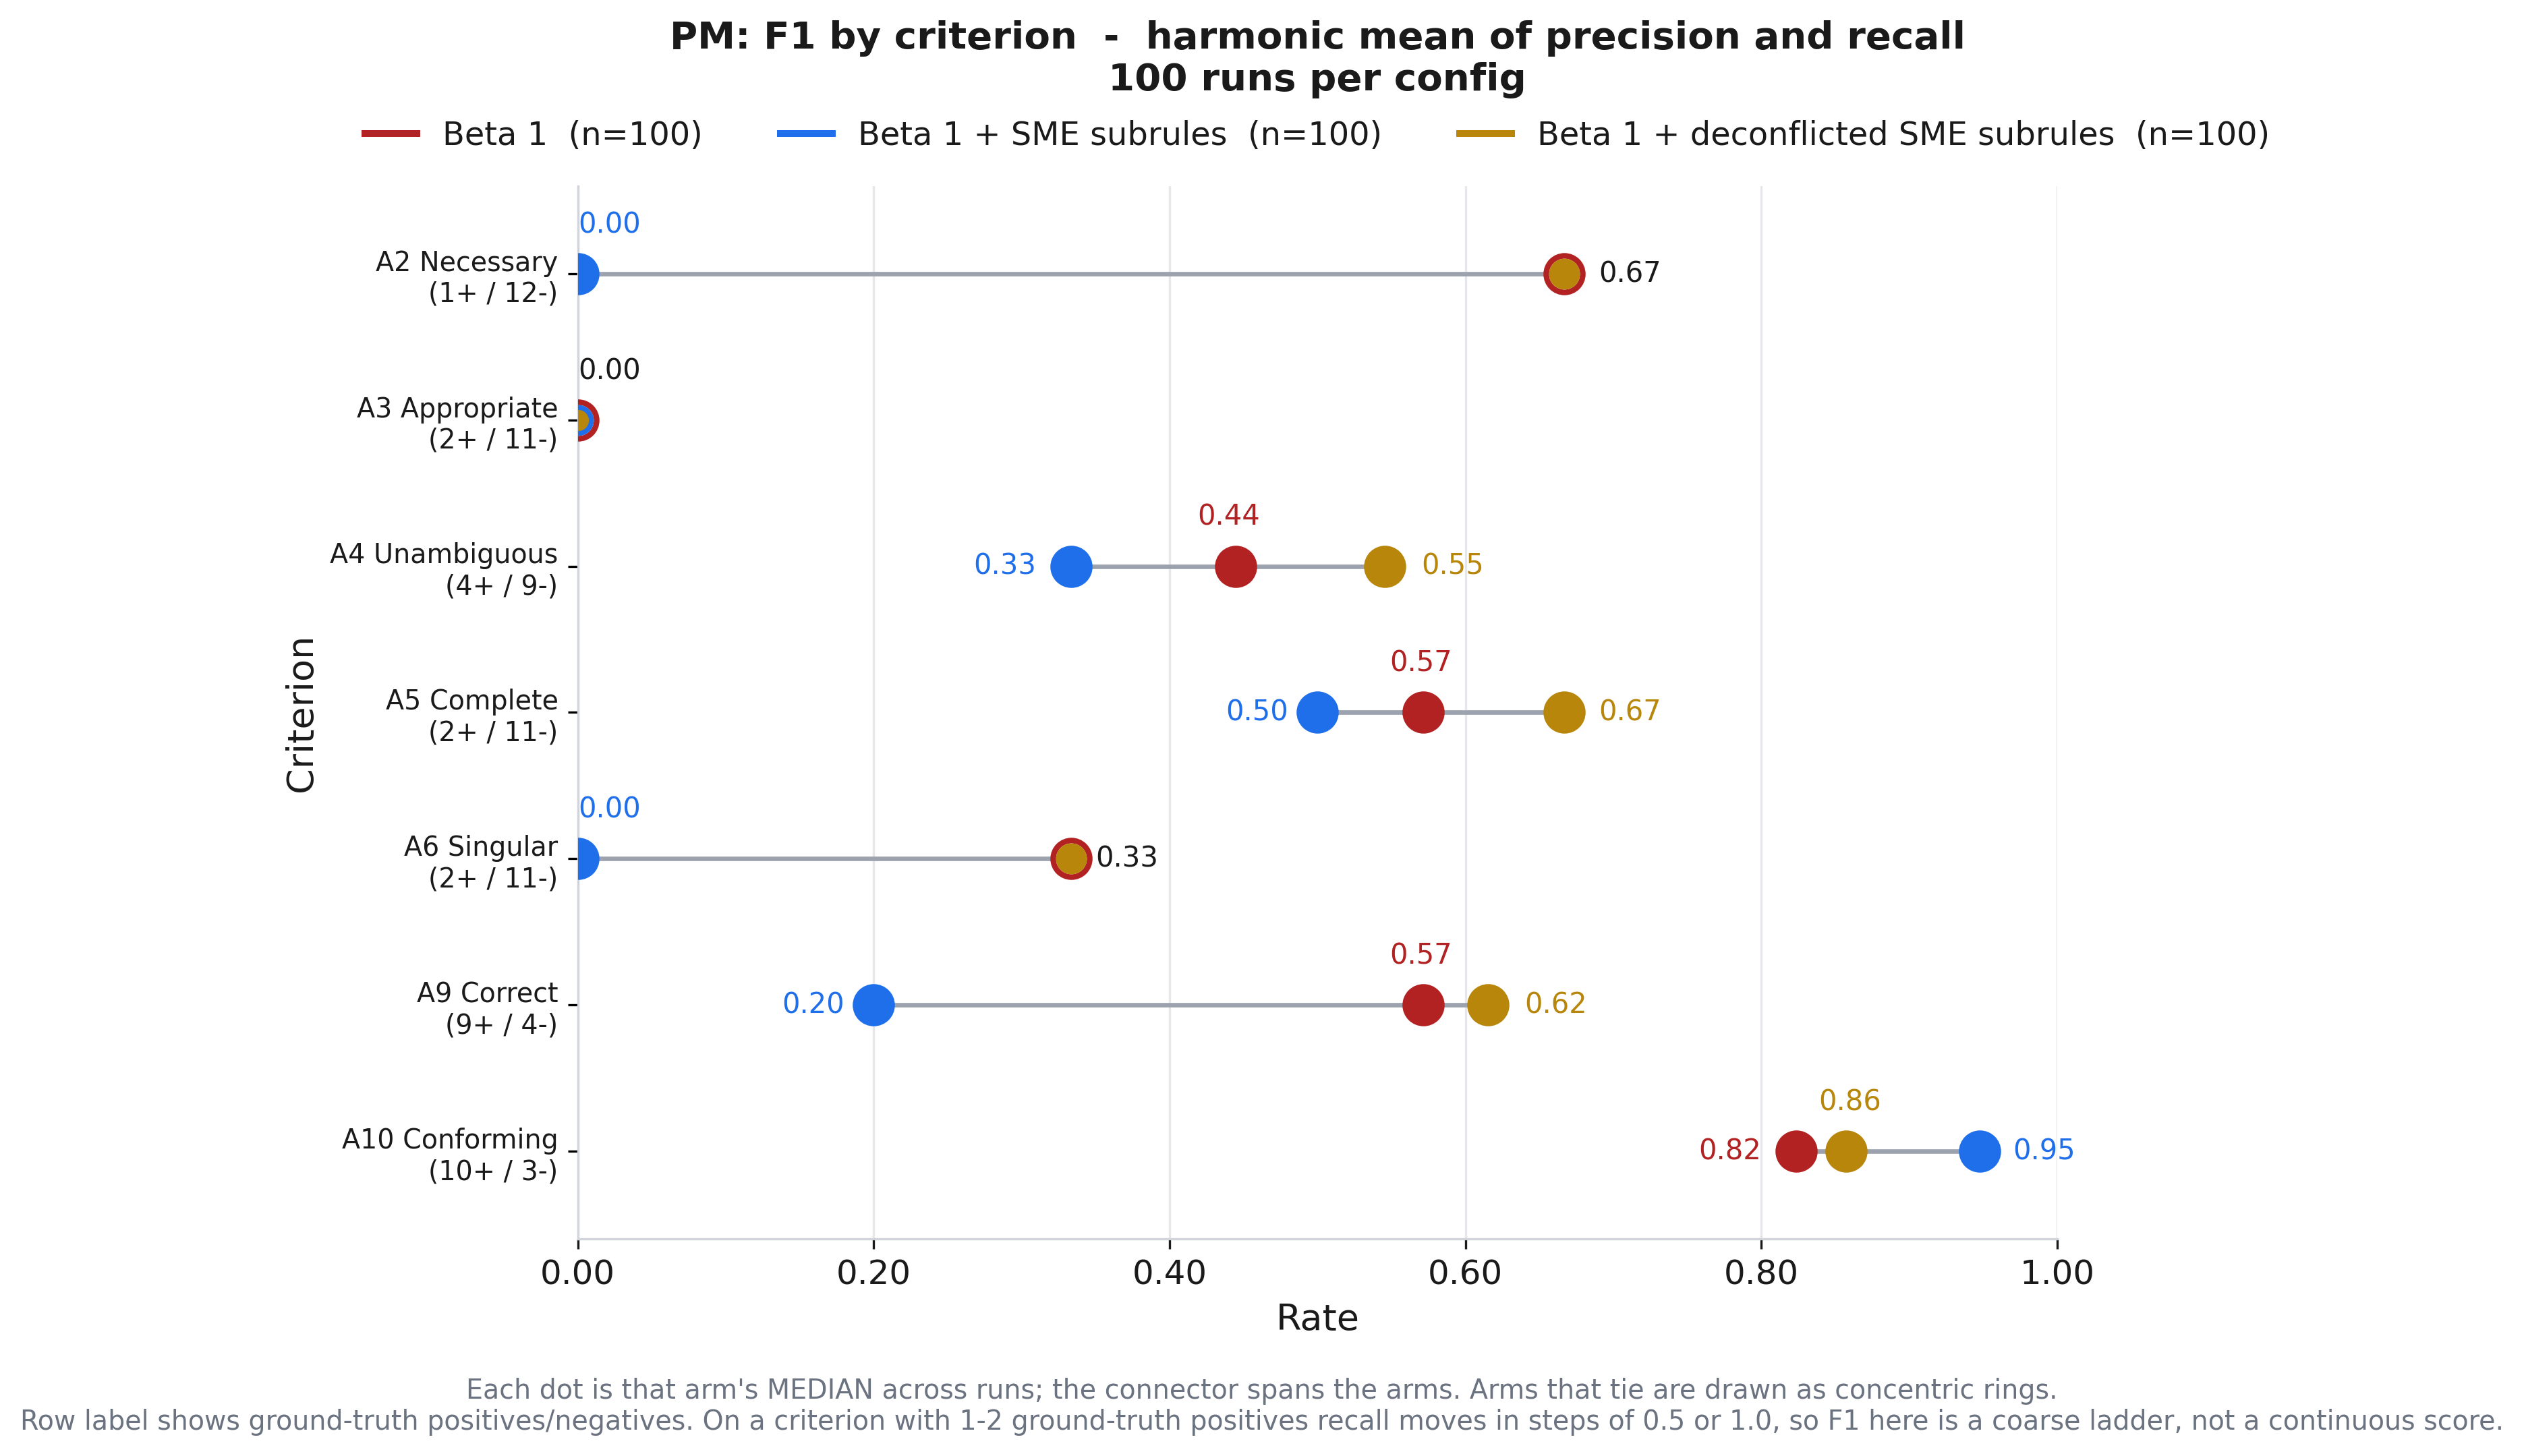 PM: F1 by criterion  -  harmonic mean of precision and recall
100 runs per config
Beta 1  (n=100)
Beta 1 + SME subrules  (n=100)
Beta 1 + deconflicted SME subrules  (n=100)
Criterion
0.00
A2 Necessary
(1+ / 12-)
0.67
0.00
A3 Appropriate
(2+ / 11-)
0.44
A4 Unambiguous
(4+ / 9-)
0.33
0.55
0.57
A5 Complete
(2+ / 11-)
0.50
0.67
0.00
A6 Singular
(2+ / 11-)
0.33
0.57
A9 Correct
(9+ / 4-)
0.20
0.62
0.86
A10 Conforming
(10+ / 3-)
0.82
0.95
0.00
0.20
0.40
0.60
0.80
1.00
Rate
Each dot is that arm's MEDIAN across runs; the connector spans the arms. Arms that tie are drawn as concentric rings.
Row label shows ground-truth positives/negatives. On a criterion with 1-2 ground-truth positives recall moves in steps of 0.5 or 1.0, so F1 here is a coarse ladder, not a continuous score.